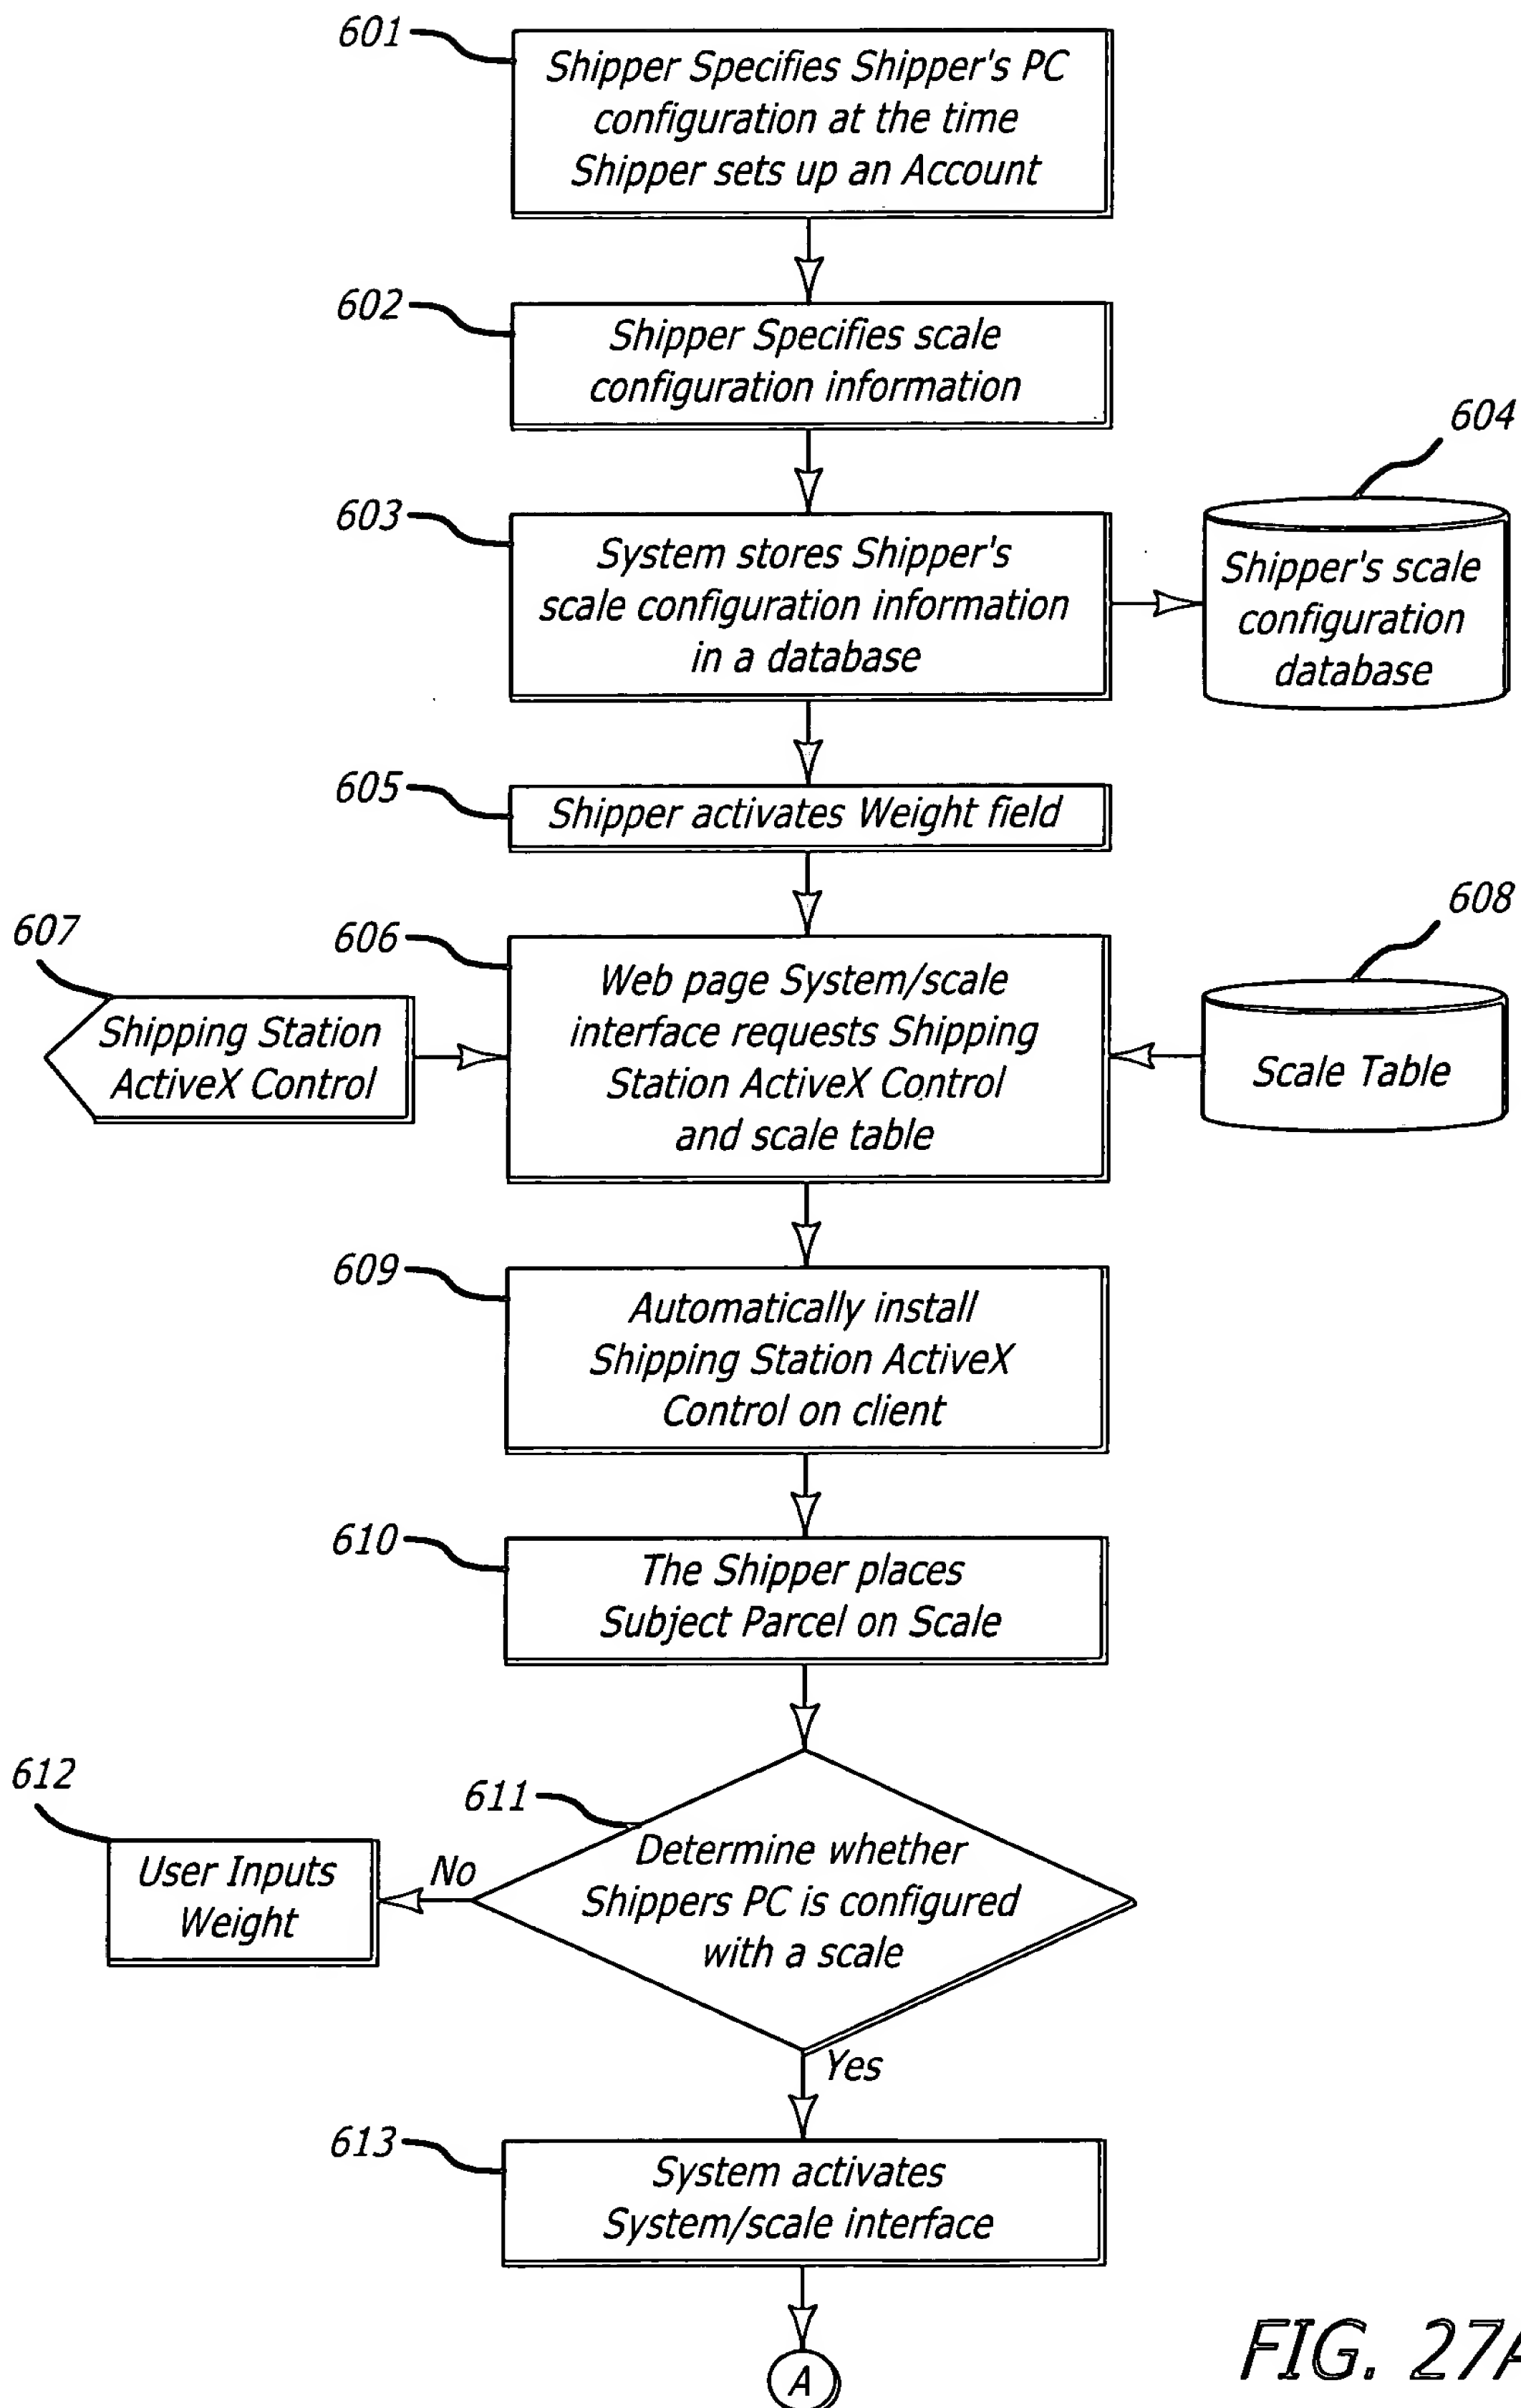 601
Shipper Specifies Shipper's PC
configuration at the time
Shipper sets up an Account
602
Shipper Specifies scale
configuration information
603
System stores Shipper's
scale configuration information
in a database
604
Shipper's scale
configuration
database
605
Shipper activates Weight field
606
Web page System/scale
interface requests Shipping
Station ActiveX Control
and scale table
607
Shipping Station
ActiveX Control
608
Scale Table
609
Automatically install
Shipping Station ActiveX
Control on client
610
The Shipper places
Subject Parcel on Scale
611
Determine whether
Shippers PC is configured
with a scale
No
612
User Inputs
Weight
Yes
613
System activates
System/scale interface
A
FIG. 27A